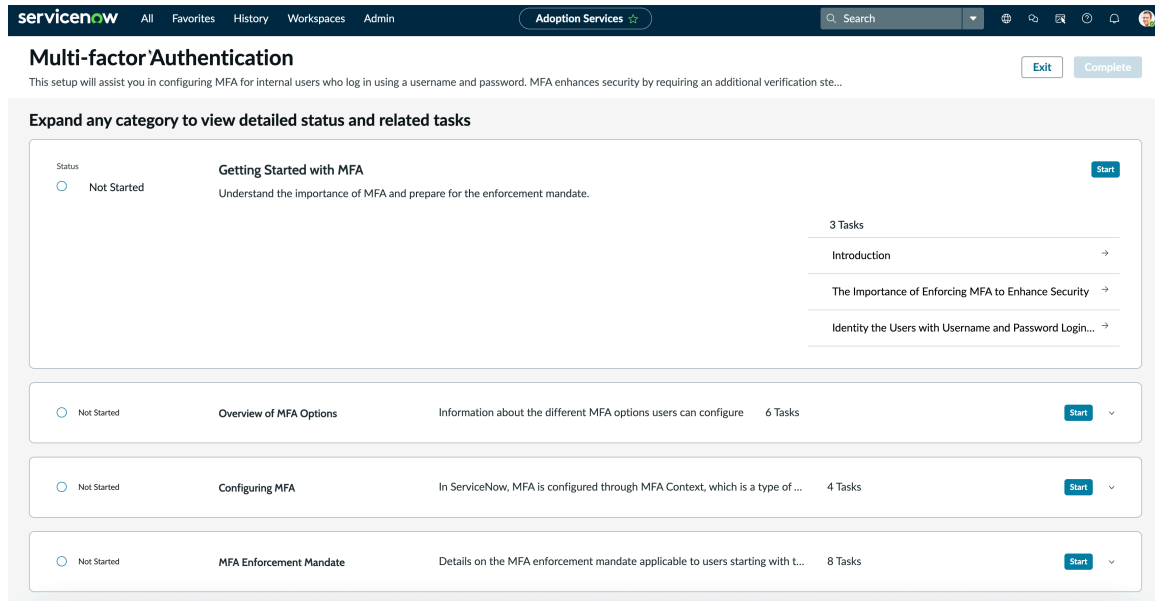 servicenow All Favorites History Workspaces Admin Adoption Services Search
Multi-factor Authentication
This setup will assist you in configuring MFA for internal users who log in using a username and password. MFA enhances security by requiring an additional verification ste...
Exit Complete
Expand any category to view detailed status and related tasks
Status
Getting Started with MFA
Start
Not Started
Understand the importance of MFA and prepare for the enforcement mandate.
3 Tasks
Introduction
The Importance of Enforcing MFA to Enhance Security
Identity the Users with Username and Password Login...
Not Started Overview of MFA Options Information about the different MFA options users can configure 6 Tasks Start
Not Started Configuring MFA In ServiceNow, MFA is configured through MFA Context, which is a type of ... 4 Tasks Start
Not Started MFA Enforcement Mandate Details on the MFA enforcement mandate applicable to users starting with t... 8 Tasks Start